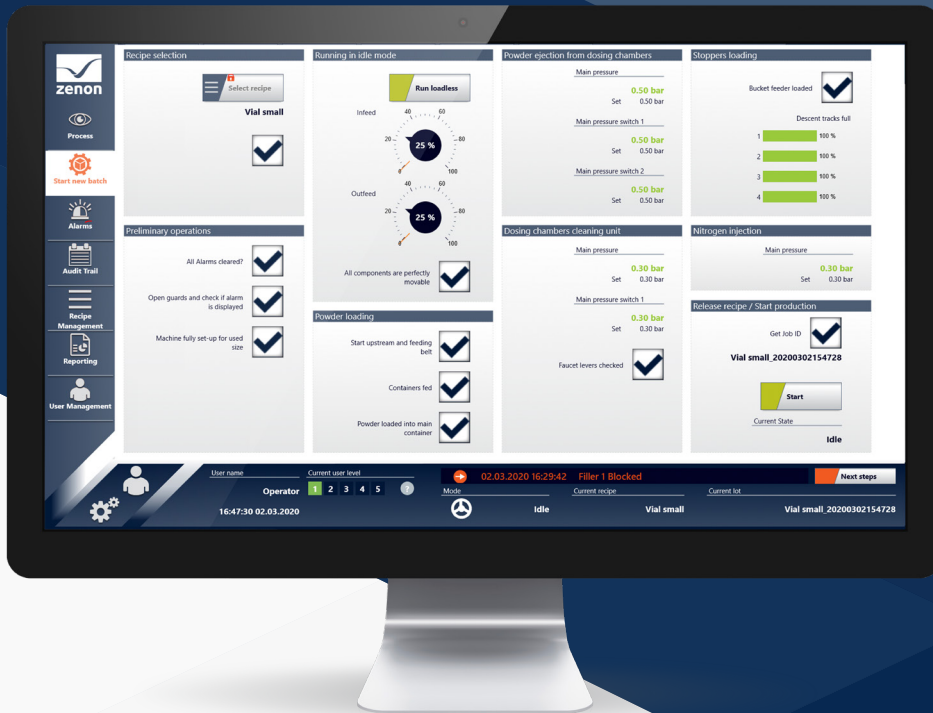 zenon
Process
Start new batch
Alarms
Audit Trail
Recipe
Management
Reporting
User Management
Recipe selection
Select recipe
Vial small
Preliminary operations
All Alarms cleared?
Open guards and check if alarm
is displayed
Machine fully set-up for used
size
Running in idle mode
Run loadless
Infeed
0
20
40
60
80
100
25 %
Outfeed
0
20
40
60
80
100
25 %
All components are perfectly
movable
Powder loading
Start upstream and feeding
belt
Containers fed
Powder loaded into main
container
Powder ejection from dosing chambers
Main pressure
0.50 bar
Set 0.50 bar
Main pressure switch 1
0.50 bar
Set 0.50 bar
Main pressure switch 2
0.50 bar
Set 0.50 bar
Dosing chambers cleaning unit
Main pressure
0.30 bar
Set 0.30 bar
Main pressure switch 1
0.30 bar
Set 0.30 bar
Faucet levers checked
Stoppers loading
Bucket feeder loaded
Descent tracks full
1 100 %
2 100 %
3 100 %
4 100 %
Nitrogen injection
Main pressure
0.30 bar
Set 0.30 bar
Release recipe / Start production
Get Job ID
Vial small_20200302154728
Start
Current State
Idle
User name
Operator
16:47:30 02.03.2020
Current user level
1 2 3 4 5 ?
02.03.2020 16:29:42 Filler 1 Blocked
Next steps
Mode
Idle
Current recipe
Vial small
Current lot
Vial small_20200302154728